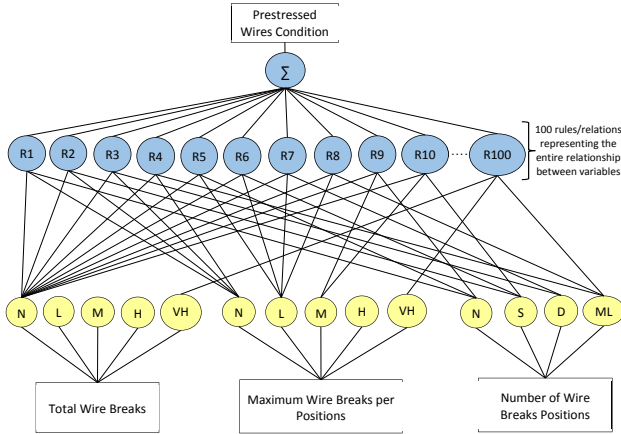 Prestressed
Wires Condition
∑
R1 R2 R3 R4 R5 R6 R7 R8 R9 R10 ..... R100
100 rules/relations
representing the
entire relationship
between variables
N L M H VH N L M H VH N S D ML
Total Wire Breaks
Maximum Wire Breaks per
Positions
Number of Wire
Breaks Positions